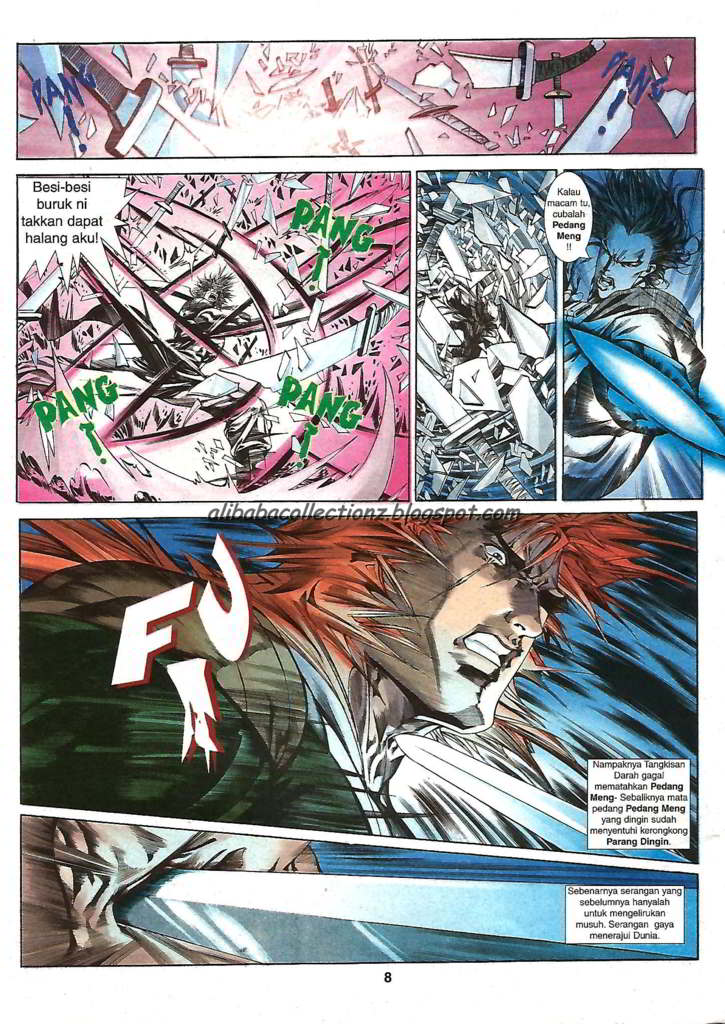 PANG
!
PANG
!
Besi-besi
buruk ni
takkan dapat
halang aku!
PANG
!
PANG
!
PANG
!
Kalau
macam tu,
cubalah
Pedang
Meng
!!
alibabacollectionz.blogspot.com
FU
!
Nampaknya Tangkisan
Darah gagal
mematahkan Pedang
Meng- Sebaliknya mata
pedang Pedang Meng
yang dingin sudah
menyentuhi kerongkong
Parang Dingin.
Sebenarnya serangan yang
sebelumnya hanyalah
untuk mengelirukan
musuh. Serangan gaya
menerajui Dunia.
8